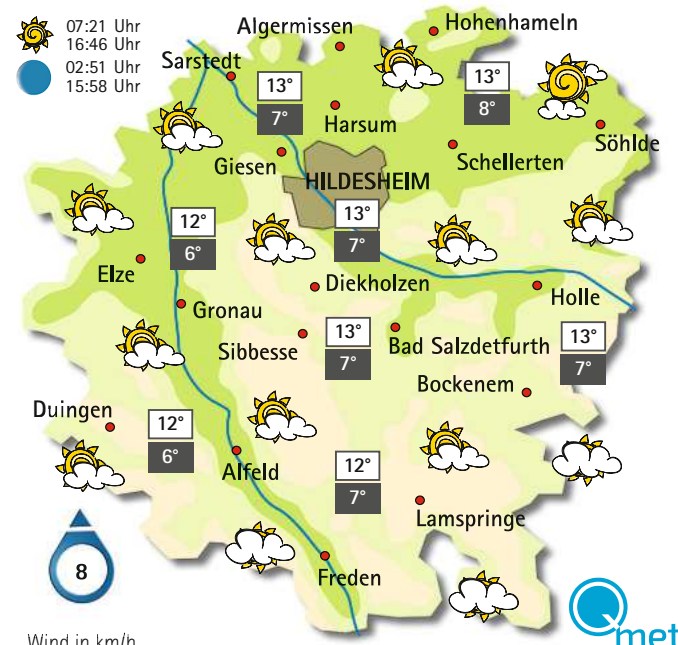 07:21 Uhr
16:46 Uhr
02:51 Uhr
15:58 Uhr
Algermissen
Hohenhameln
Sarstedt
13°
7°
13°
8°
Harsum
Söhlde
Giesen
Schellerten
HILDESHEIM
12°
6°
13°
7°
Elze
Diekholzen
Holle
Gronau
Sibbesse
13°
7°
Bad Salzdetfurth
13°
7°
Bockenem
Duingen
12°
6°
Alfeld
12°
7°
Lamspringe
8
Freden
Wind in km/h
Qmet